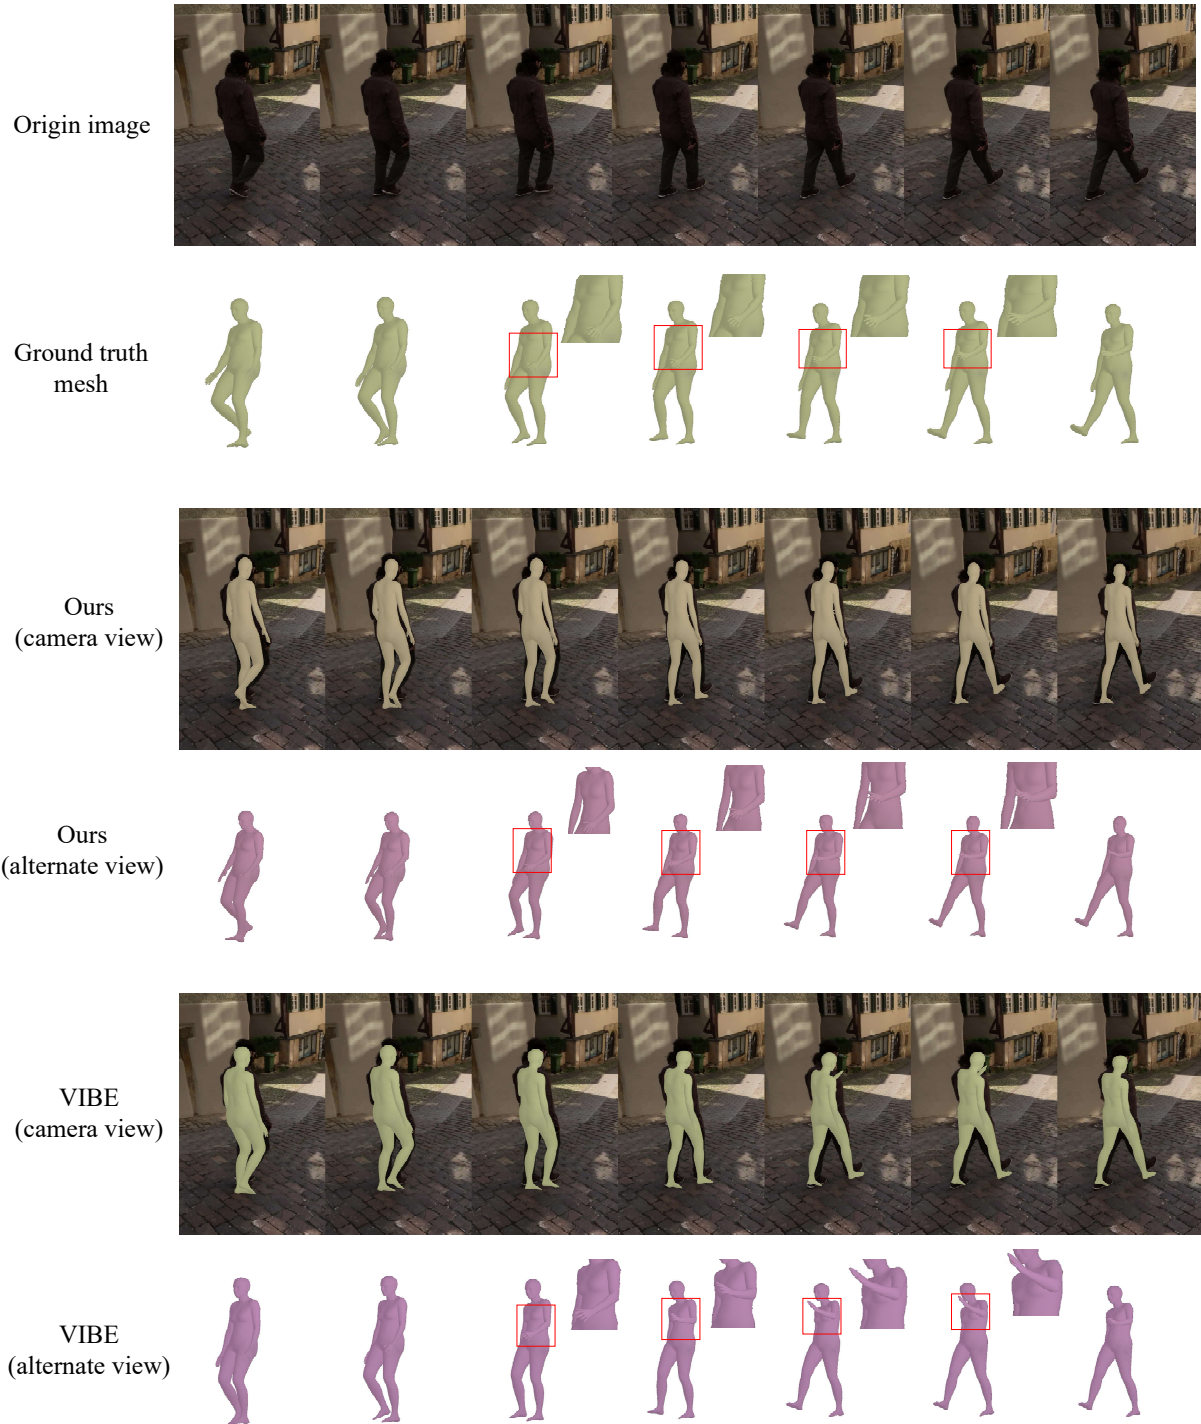 Origin image
Ground truth
mesh
Ours
(camera view)
Ours
(alternate view)
VIBE
(camera view)
VIBE
(alternate view)